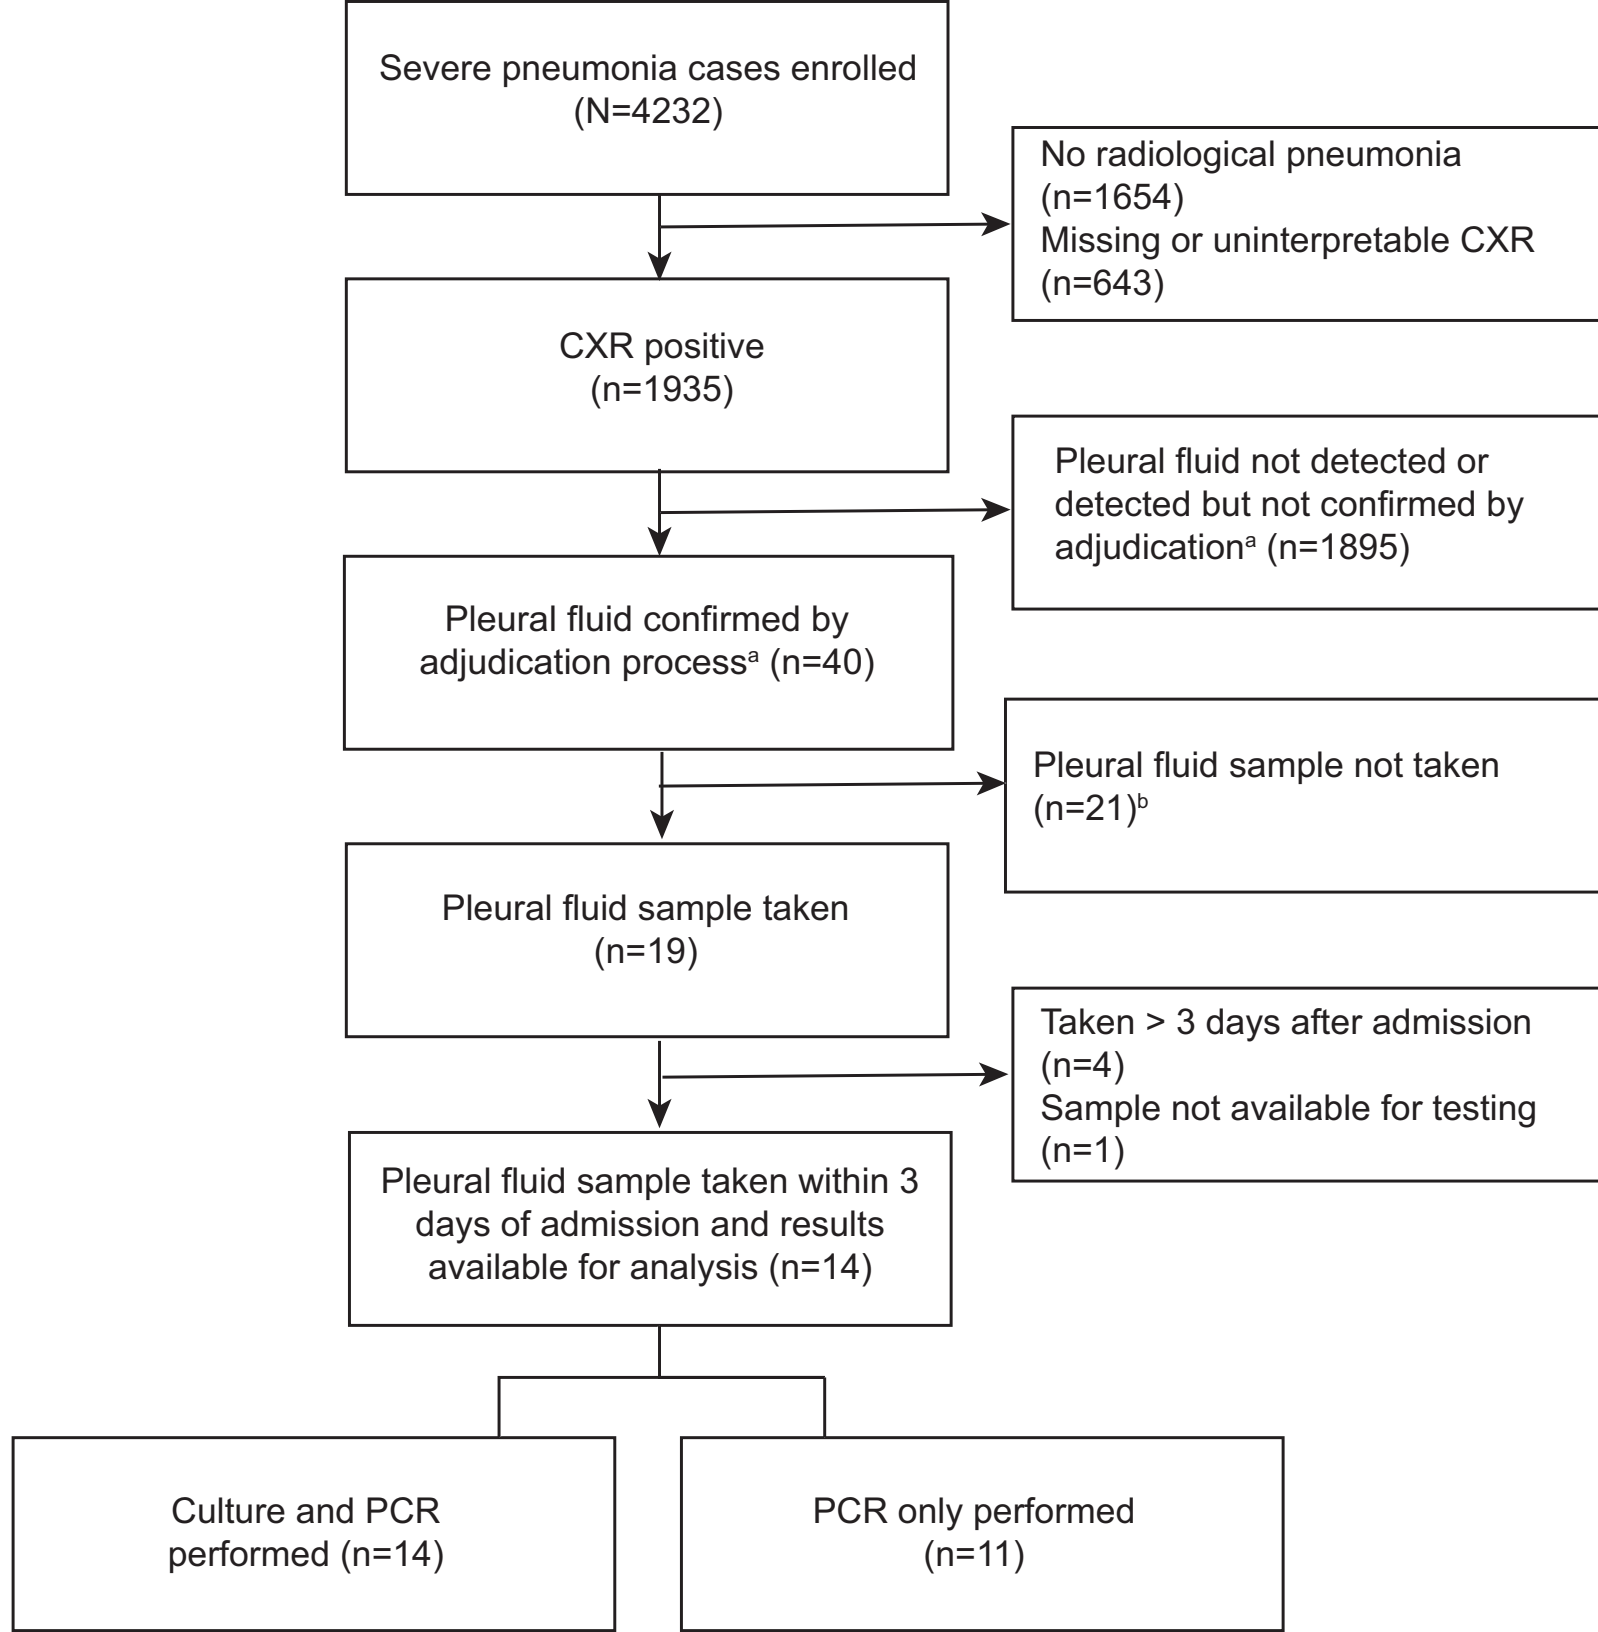 Severe pneumonia cases enrolled
(N=4232)
No radiological pneumonia
(n=1654)
Missing or uninterpretable CXR
(n=643)
CXR positive
(n=1935)
Pleural fluid not detected or
detected but not confirmed by
adjudicationᵃ (n=1895)
Pleural fluid confirmed by
adjudication processᵃ (n=40)
Pleural fluid sample not taken
(n=21)ᵇ
Pleural fluid sample taken
(n=19)
Taken > 3 days after admission
(n=4)
Sample not available for testing
(n=1)
Pleural fluid sample taken within 3
days of admission and results
available for analysis (n=14)
Culture and PCR
performed (n=14)
PCR only performed
(n=11)